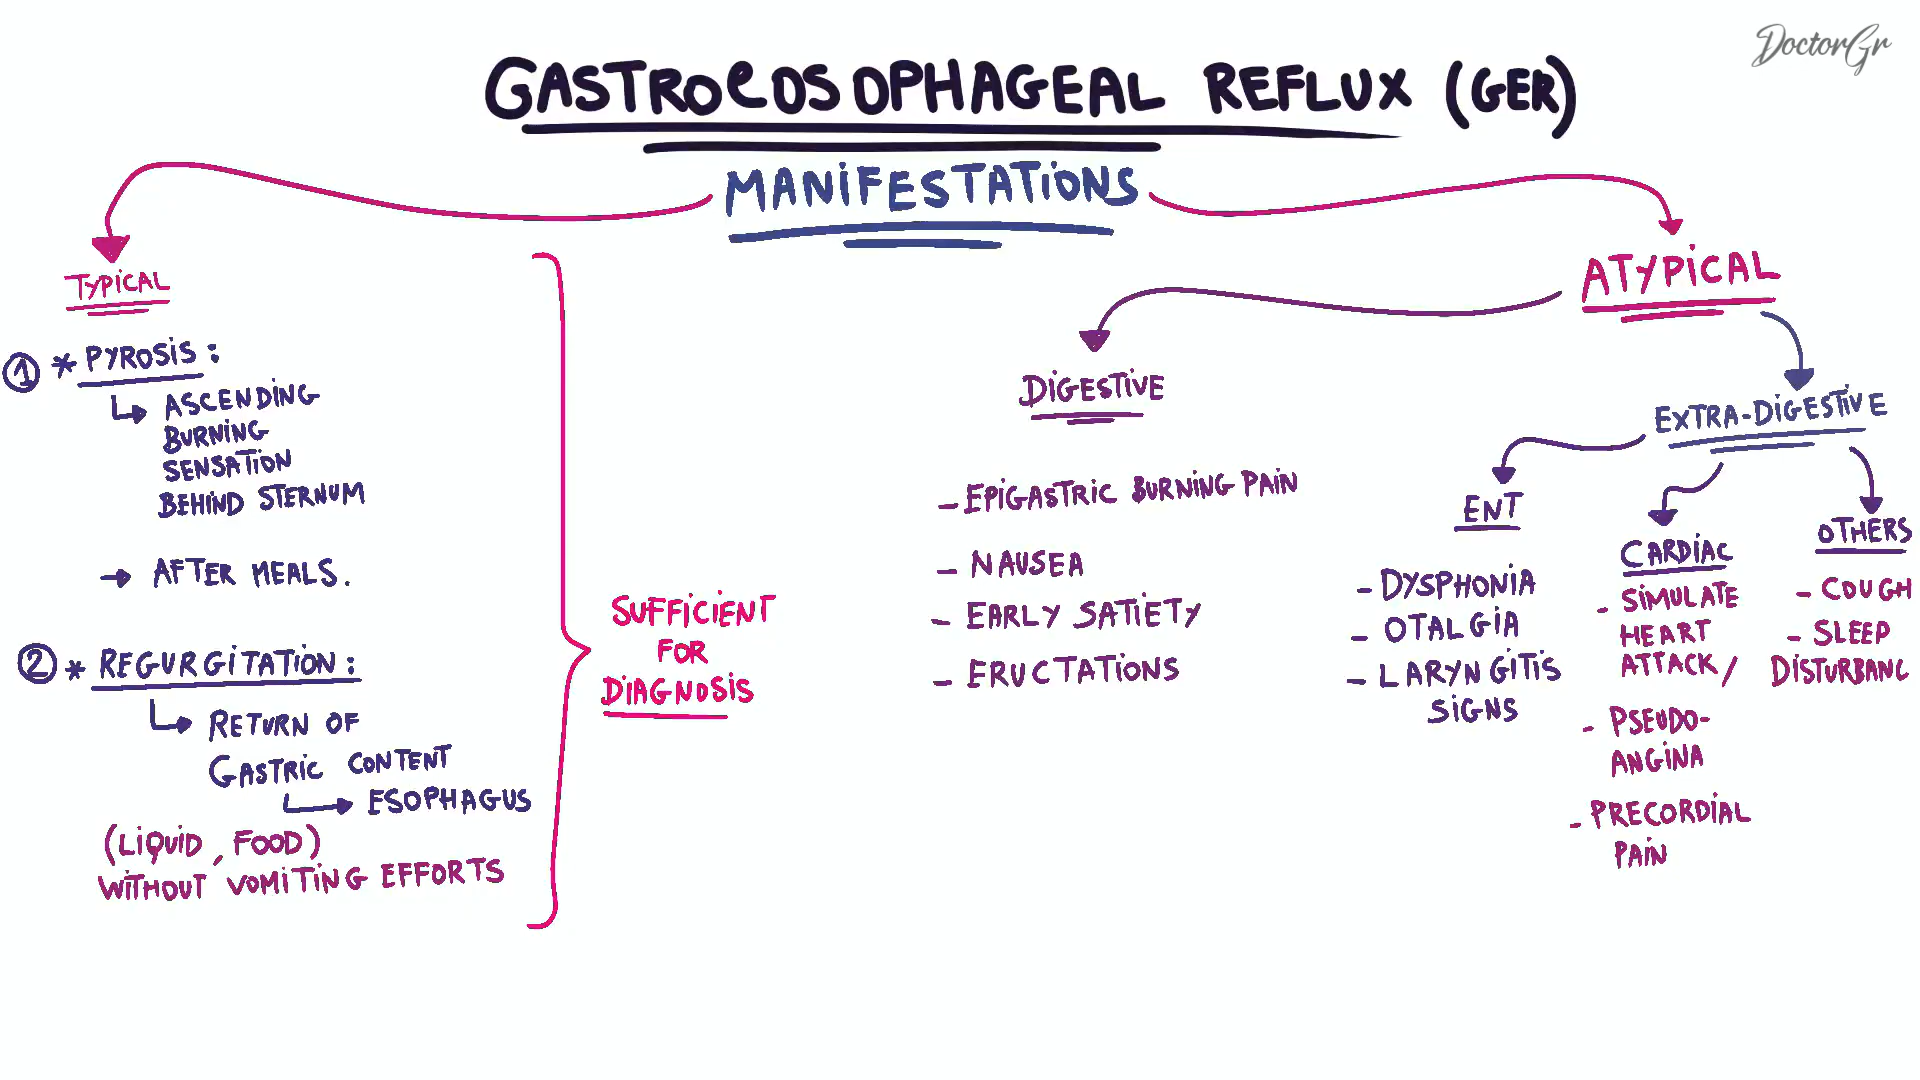 DoctorGr
GASTROEOSOPHAGEAL REFLUX (GER)
MANIFESTATIONS
TYPICAL
① * PYROSIS :
ASCENDING
BURNING
SENSATION
BEHIND STERNUM
→ AFTER MEALS.
② * REGURGITATION :
RETURN OF
GASTRIC CONTENT
ESOPHAGUS
(LIQUID, FOOD)
WITHOUT VOMITING EFFORTS
SUFFICIENT
FOR
DIAGNOSIS
ATYPICAL
DIGESTIVE
- EPIGASTRIC BURNING PAIN
- NAUSEA
- EARLY SATIETY
- ERUCTATIONS
EXTRA-DIGESTIVE
ENT
- DYSPHONIA
- OTALGIA
- LARYNGITIS
SIGNS
CARDIAC
- SIMULATE
HEART
ATTACK/
- PSEUDO-
ANGINA
- PRECORDIAL
PAIN
OTHERS
- COUGH
- SLEEP
DISTURBANC